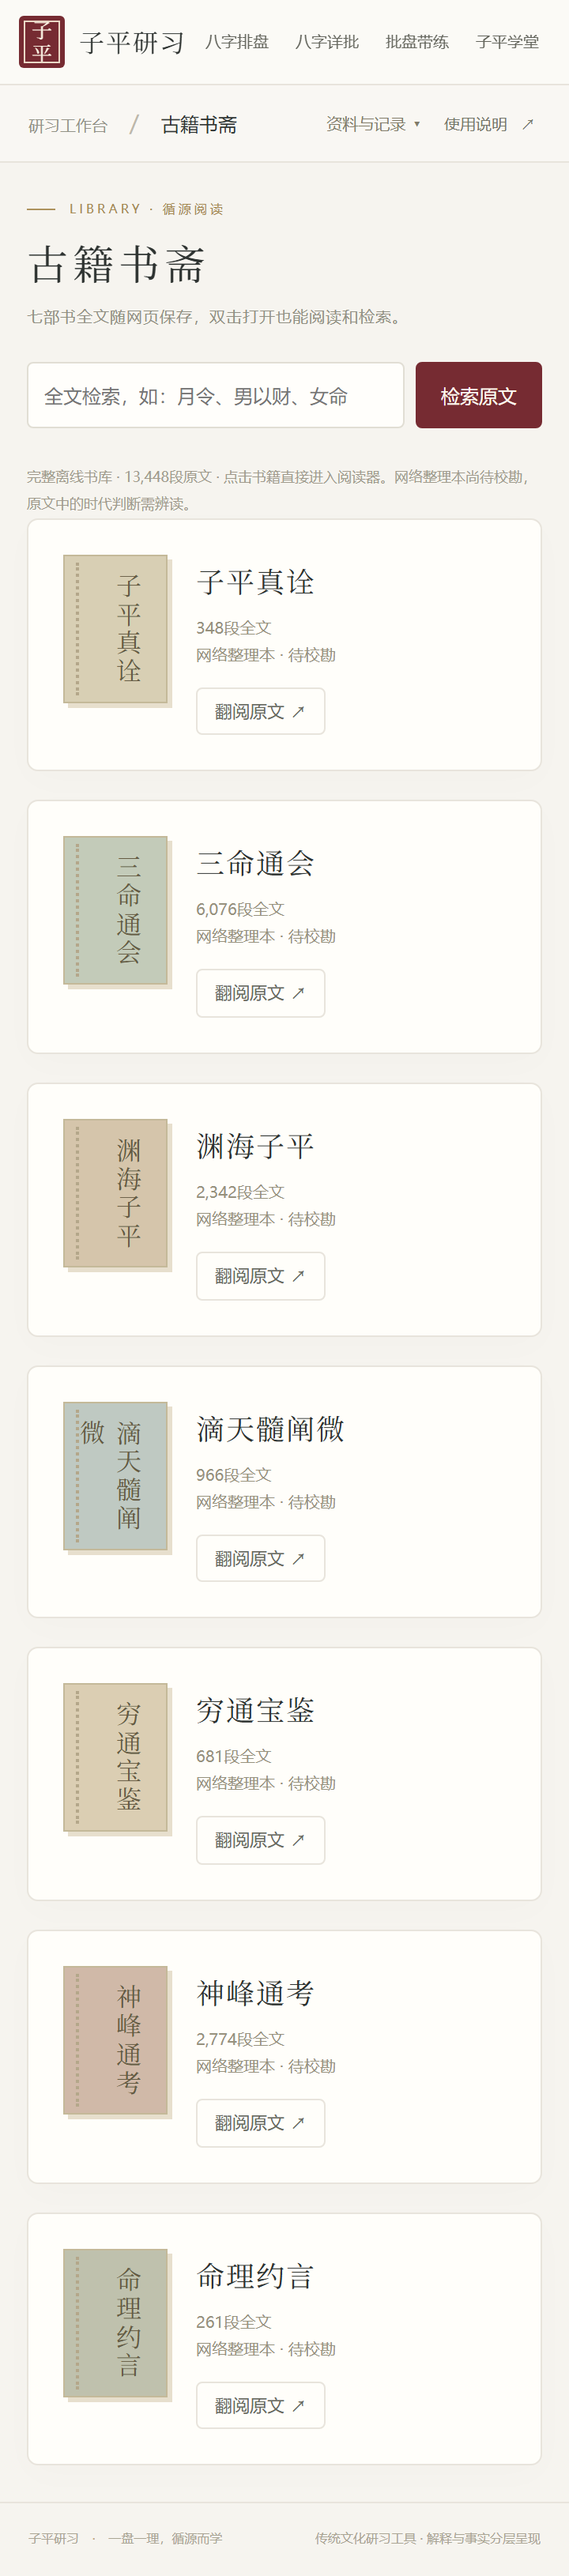 子平
子平研习 八字排盘 八字详批 批盘带练 子平学堂
研习工作台 / 古籍书斋 资料与记录 ▾ 使用说明 ↗
LIBRARY · 循源阅读
古籍书斋
七部书全文随网页保存，双击打开也能阅读和检索。
全文检索，如：月令、男以财、女命 检索原文
完整离线书库 · 13,448段原文 · 点击书籍直接进入阅读器。网络整理本尚待校勘，
原文中的时代判断需辨读。
子平真诠
子平真诠
348段全文
网络整理本 · 待校勘
翻阅原文 ↗
三命通会
三命通会
6,076段全文
网络整理本 · 待校勘
翻阅原文 ↗
渊海子平
渊海子平
2,342段全文
网络整理本 · 待校勘
翻阅原文 ↗
滴天髓阐
微
滴天髓阐微
966段全文
网络整理本 · 待校勘
翻阅原文 ↗
穷通宝鉴
穷通宝鉴
681段全文
网络整理本 · 待校勘
翻阅原文 ↗
神峰通考
神峰通考
2,774段全文
网络整理本 · 待校勘
翻阅原文 ↗
命理约言
命理约言
261段全文
网络整理本 · 待校勘
翻阅原文 ↗
子平研习 · 一盘一理，循源而学 传统文化研习工具 · 解释与事实分层呈现